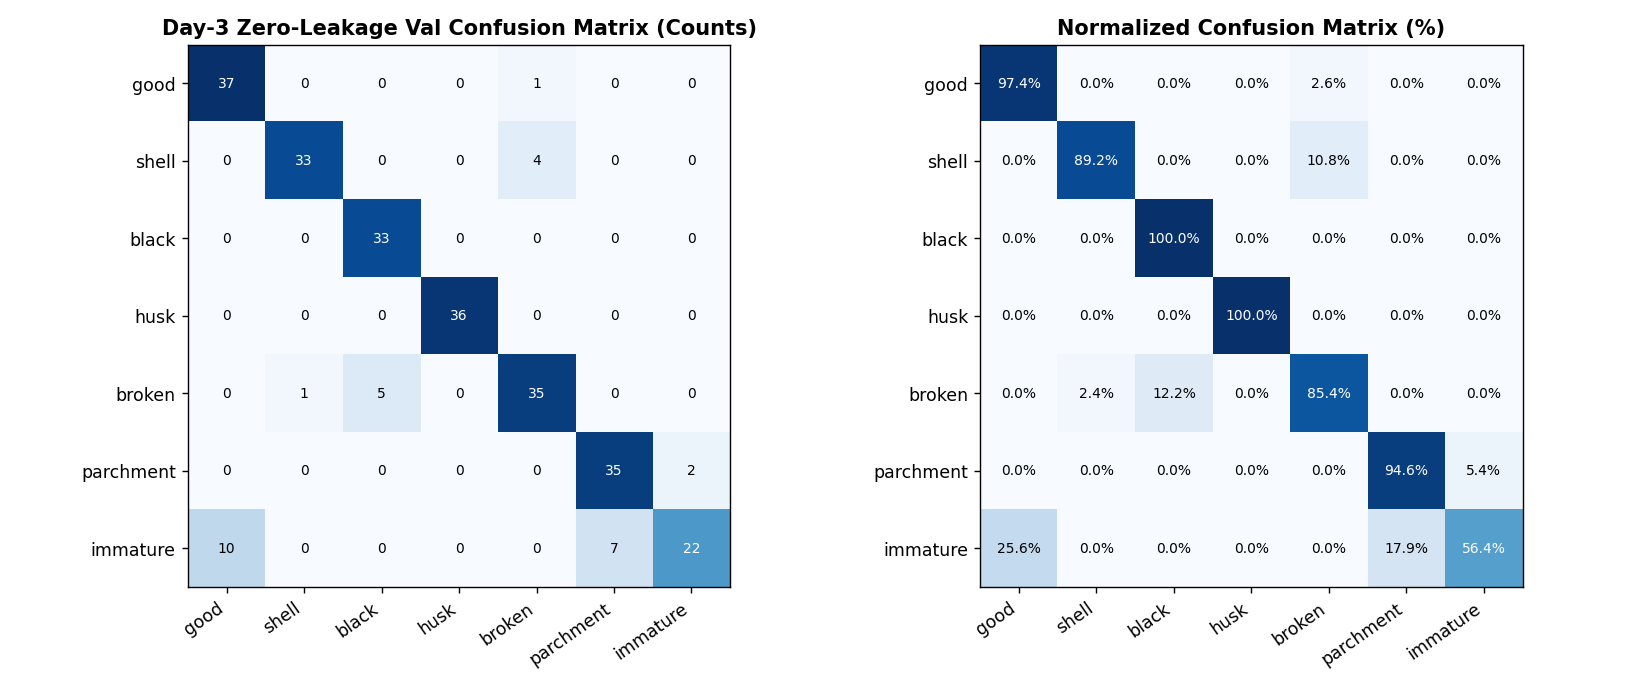 Day-3 Zero-Leakage Val Confusion Matrix (Counts)
good 37 0 0 0 1 0 0
shell 0 33 0 0 4 0 0
black 0 0 33 0 0 0 0
husk 0 0 0 36 0 0 0
broken 0 1 5 0 35 0 0
parchment 0 0 0 0 0 35 2
immature 10 0 0 0 0 7 22
good shell black husk broken parchment immature
Normalized Confusion Matrix (%)
good 97.4% 0.0% 0.0% 0.0% 2.6% 0.0% 0.0%
shell 0.0% 89.2% 0.0% 0.0% 10.8% 0.0% 0.0%
black 0.0% 0.0% 100.0% 0.0% 0.0% 0.0% 0.0%
husk 0.0% 0.0% 0.0% 100.0% 0.0% 0.0% 0.0%
broken 0.0% 2.4% 12.2% 0.0% 85.4% 0.0% 0.0%
parchment 0.0% 0.0% 0.0% 0.0% 0.0% 94.6% 5.4%
immature 25.6% 0.0% 0.0% 0.0% 0.0% 17.9% 56.4%
good shell black husk broken parchment immature